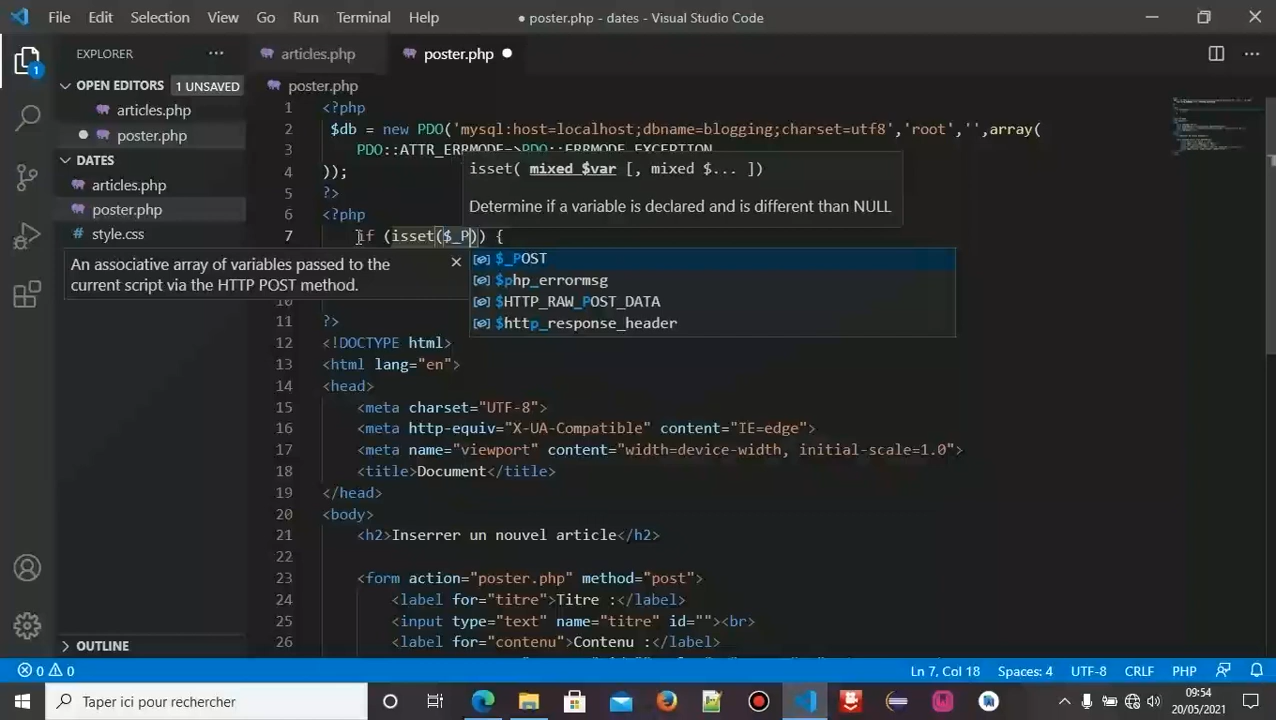 File Edit Selection View Go Run Terminal Help
● poster.php - dates - Visual Studio Code
EXPLORER
articles.php
poster.php
OPEN EDITORS 1 UNSAVED
articles.php
poster.php
DATES
articles.php
poster.php
style.css
OUTLINE
1
poster.php
1 <?php
2 $db = new PDO('mysql:host=localhost;dbname=blogging;charset=utf8','root','',array(
3 PDO::ATTR_ERRMODE=>PDO::ERRMODE_EXCEPTION
4 ));
5 ?>
6 <?php
7 if (isset($_P)) {
isset( mixed $var [, mixed $... ])
Determine if a variable is declared and is different than NULL
An associative array of variables passed to the
current script via the HTTP POST method.
$_POST
$php_errormsg
$HTTP_RAW_POST_DATA
$http_response_header
10
11 ?>
12 <!DOCTYPE html>
13 <html lang="en">
14 <head>
15 <meta charset="UTF-8">
16 <meta http-equiv="X-UA-Compatible" content="IE=edge">
17 <meta name="viewport" content="width=device-width, initial-scale=1.0">
18 <title>Document</title>
19 </head>
20 <body>
21 <h2>Inserrer un nouvel article</h2>
22
23 <form action="poster.php" method="post">
24 <label for="titre">Titre :</label>
25 <input type="text" name="titre" id=""><br>
26 <label for="contenu">Contenu :</label>
0 0
Ln 7, Col 18 Spaces: 4 UTF-8 CRLF PHP
Taper ici pour rechercher
09:54
20/05/2021